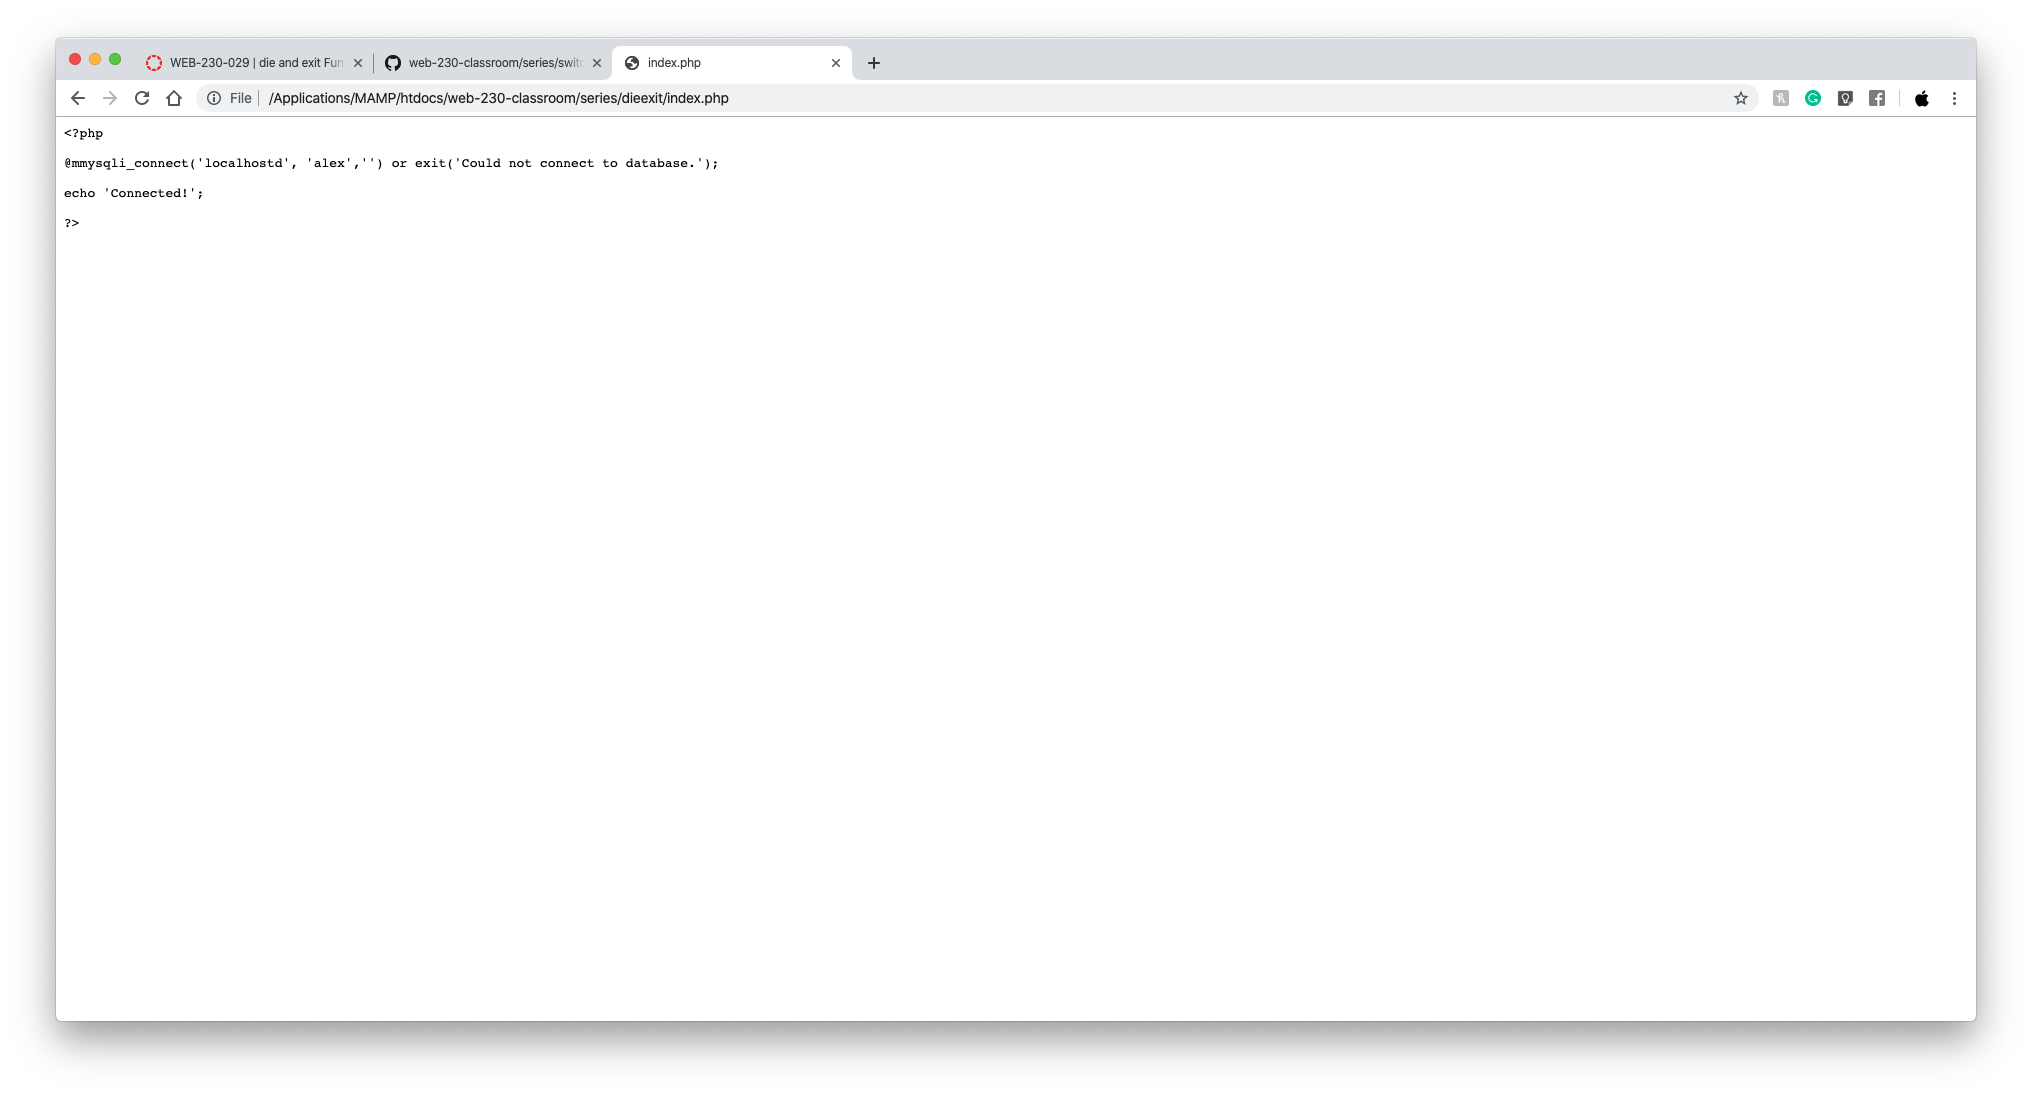 WEB-230-029 | die and exit Fun
web-230-classroom/series/swit
index.php
File
/Applications/MAMP/htdocs/web-230-classroom/series/dieexit/index.php
<?php
@mmysqli_connect('localhostd', 'alex','') or exit('Could not connect to database.');
echo 'Connected!';
?>